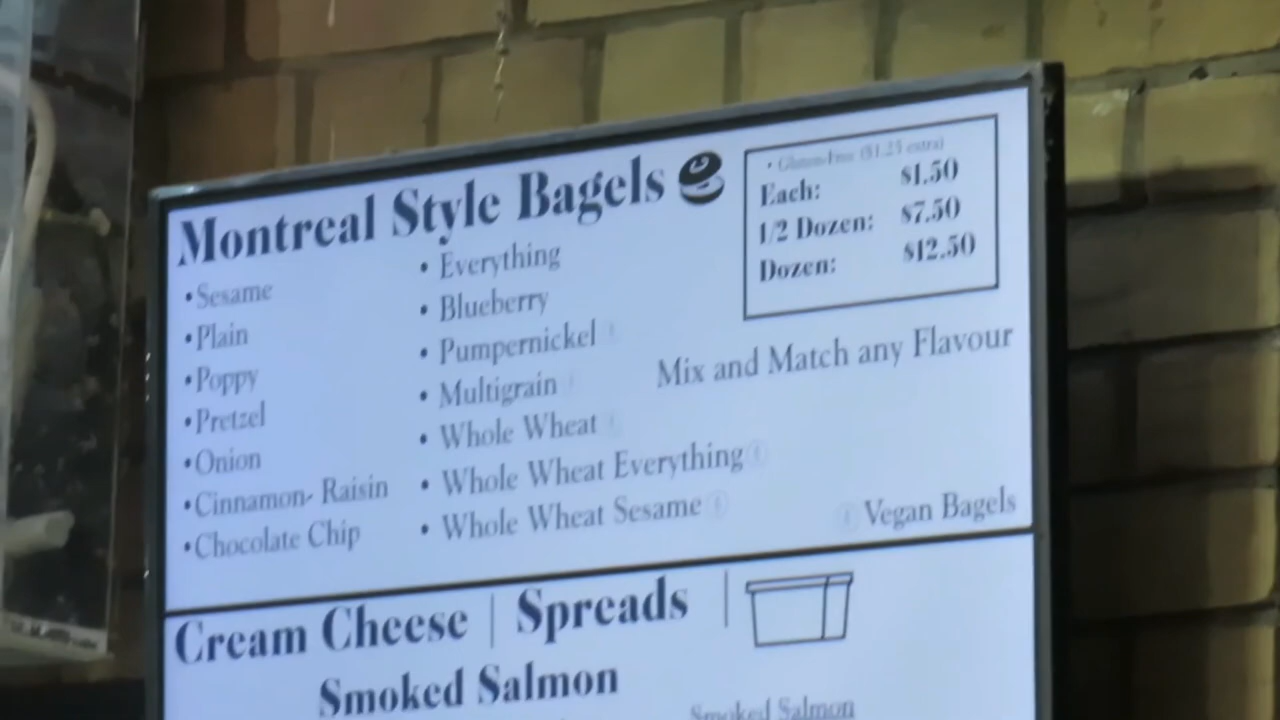 Montreal Style Bagels
• Sesame
• Plain
• Poppy
• Pretzel
• Onion
• Cinnamon- Raisin
• Chocolate Chip
• Everything
• Blueberry
• Pumpernickel
• Multigrain
• Whole Wheat
• Whole Wheat Everything
• Whole Wheat Sesame
• Gluten-Free ($1.25 extra)
Each: $1.50
1/2 Dozen: $7.50
Dozen: $12.50
Mix and Match any Flavour
Vegan Bagels
Cream Cheese | Spreads |
Smoked Salmon
Smoked Salmon